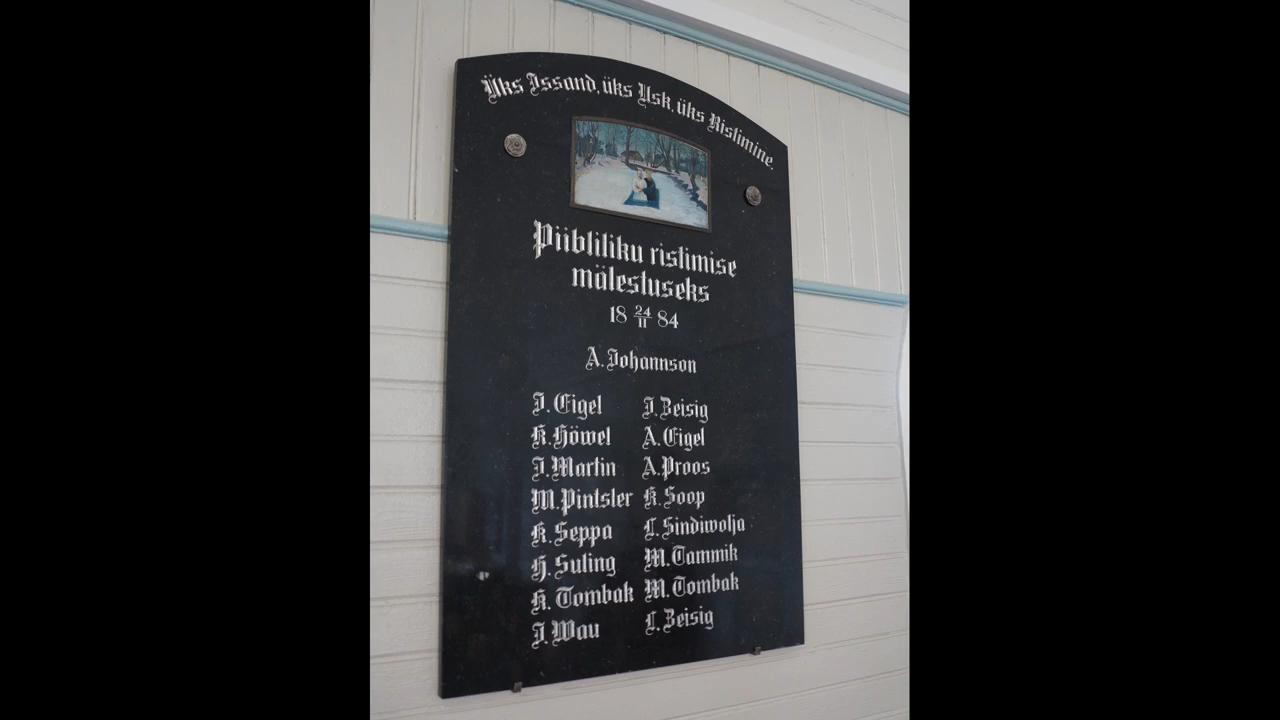 Üks Issand, üks Usk, üks Ristimine.
Piibliliku ristimise
mälestuseks
18 24/II 84
A. Johannson
J. Eigel J. Zeisig
K. Höwel A. Eigel
J. Martin A. Proos
M. Pintsler K. Soop
K. Seppa L. Sindiwolja
H. Suling M. Tammik
K. Tombak M. Tombak
J. Wau L. Zeisig